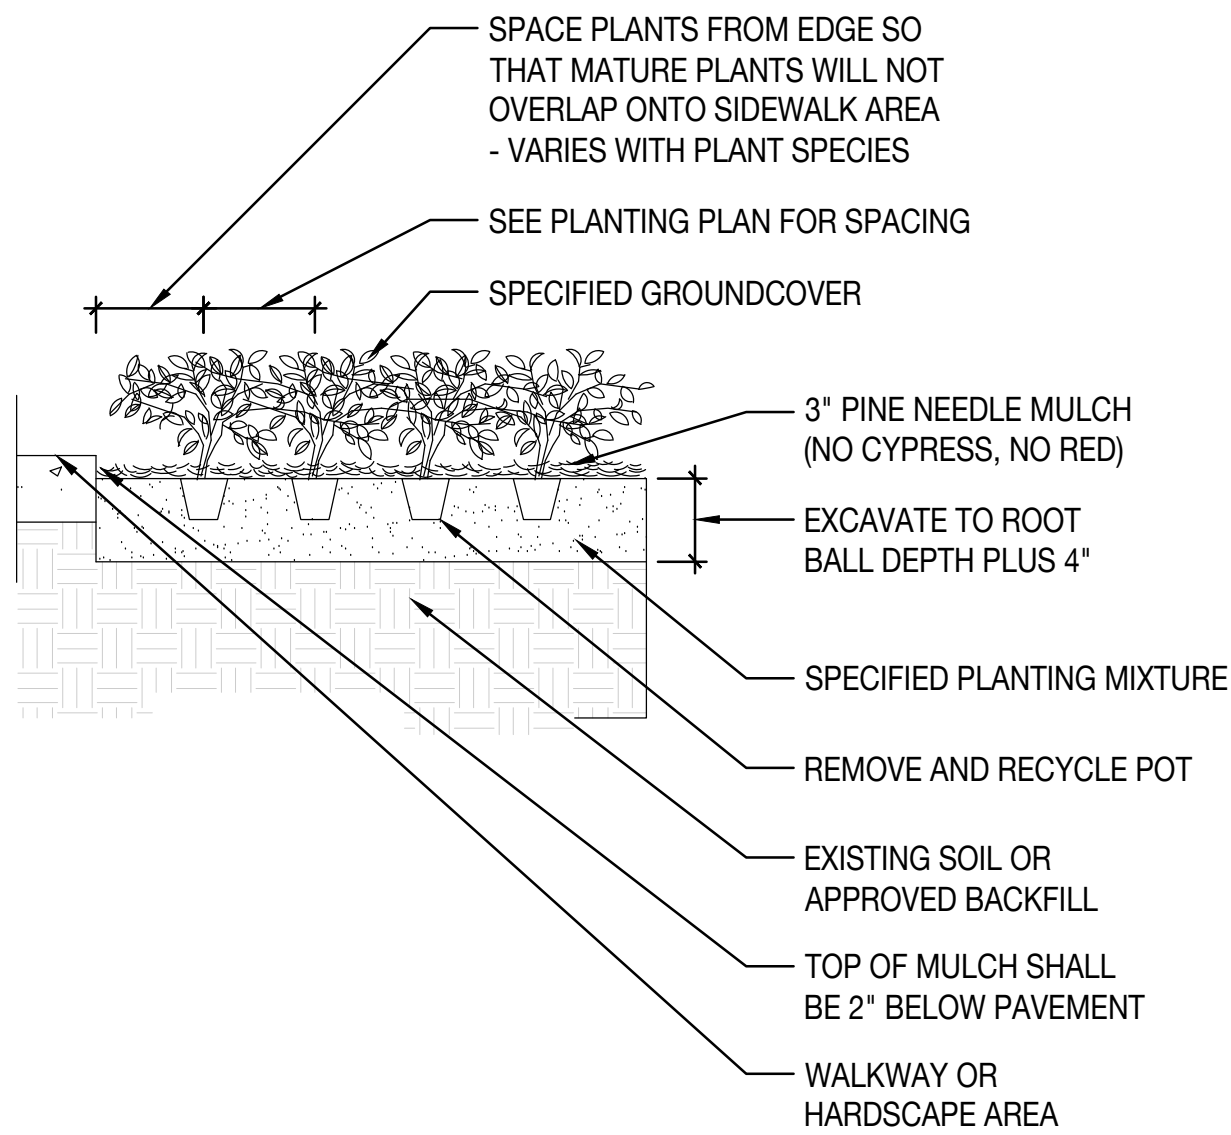 SPACE PLANTS FROM EDGE SO
THAT MATURE PLANTS WILL NOT
OVERLAP ONTO SIDEWALK AREA
- VARIES WITH PLANT SPECIES
SEE PLANTING PLAN FOR SPACING
SPECIFIED GROUNDCOVER
3" PINE NEEDLE MULCH
(NO CYPRESS, NO RED)
EXCAVATE TO ROOT
BALL DEPTH PLUS 4"
SPECIFIED PLANTING MIXTURE
REMOVE AND RECYCLE POT
EXISTING SOIL OR
APPROVED BACKFILL
TOP OF MULCH SHALL
BE 2" BELOW PAVEMENT
WALKWAY OR
HARDSCAPE AREA